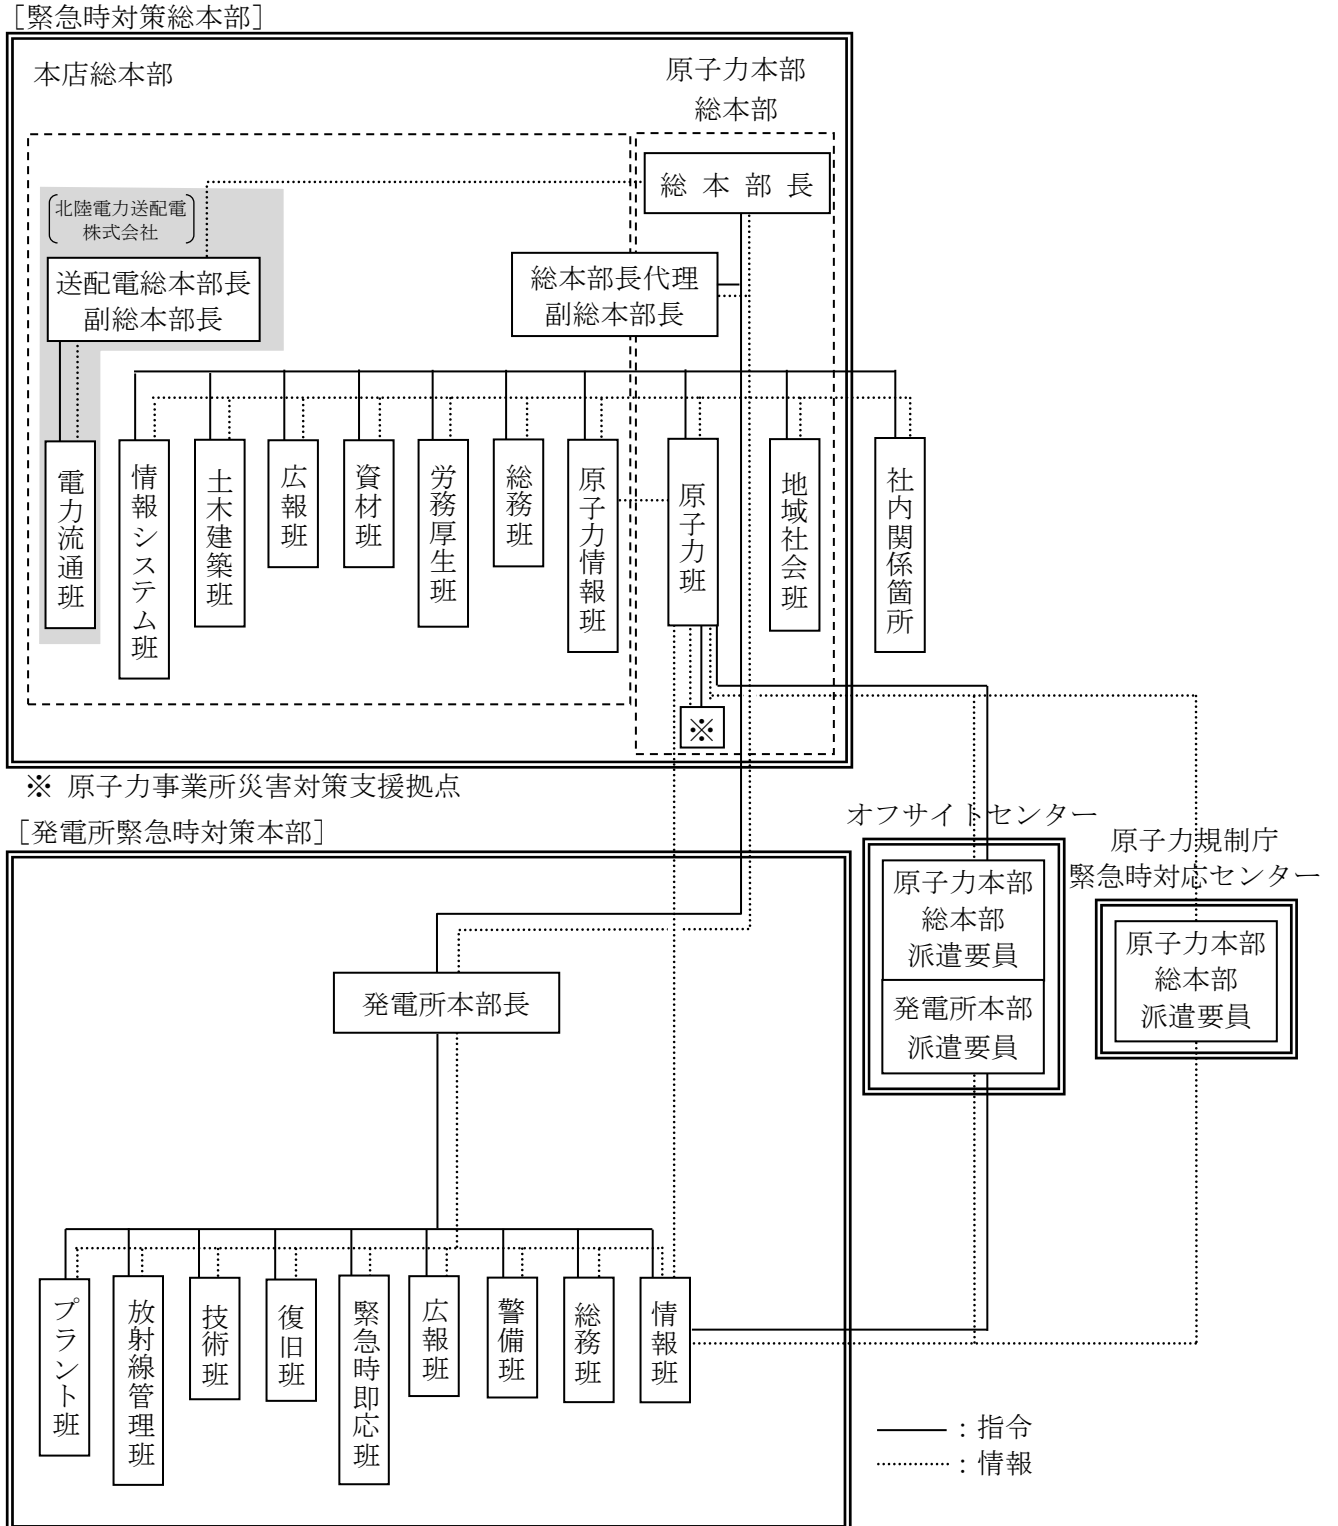 ［緊急時対策総本部］
本店総本部
原子力本部
総本部
総本部長
北陸電力送配電
株式会社
送配電総本部長
副総本部長
総本部長代理
副総本部長
電力流通班
情報システム班
土木建築班
広報班
資材班
労務厚生班
総務班
原子力情報班
原子力班
地域社会班
社内関係箇所
※
※ 原子力事業所災害対策支援拠点
［発電所緊急時対策本部］
オフサイトセンター
原子力規制庁
緊急時対応センター
原子力本部
総本部
派遣要員
発電所本部
派遣要員
原子力本部
総本部
派遣要員
発電所本部長
プラント班
放射線管理班
技術班
復旧班
緊急時即応班
広報班
警備班
総務班
情報班
：指令
：情報